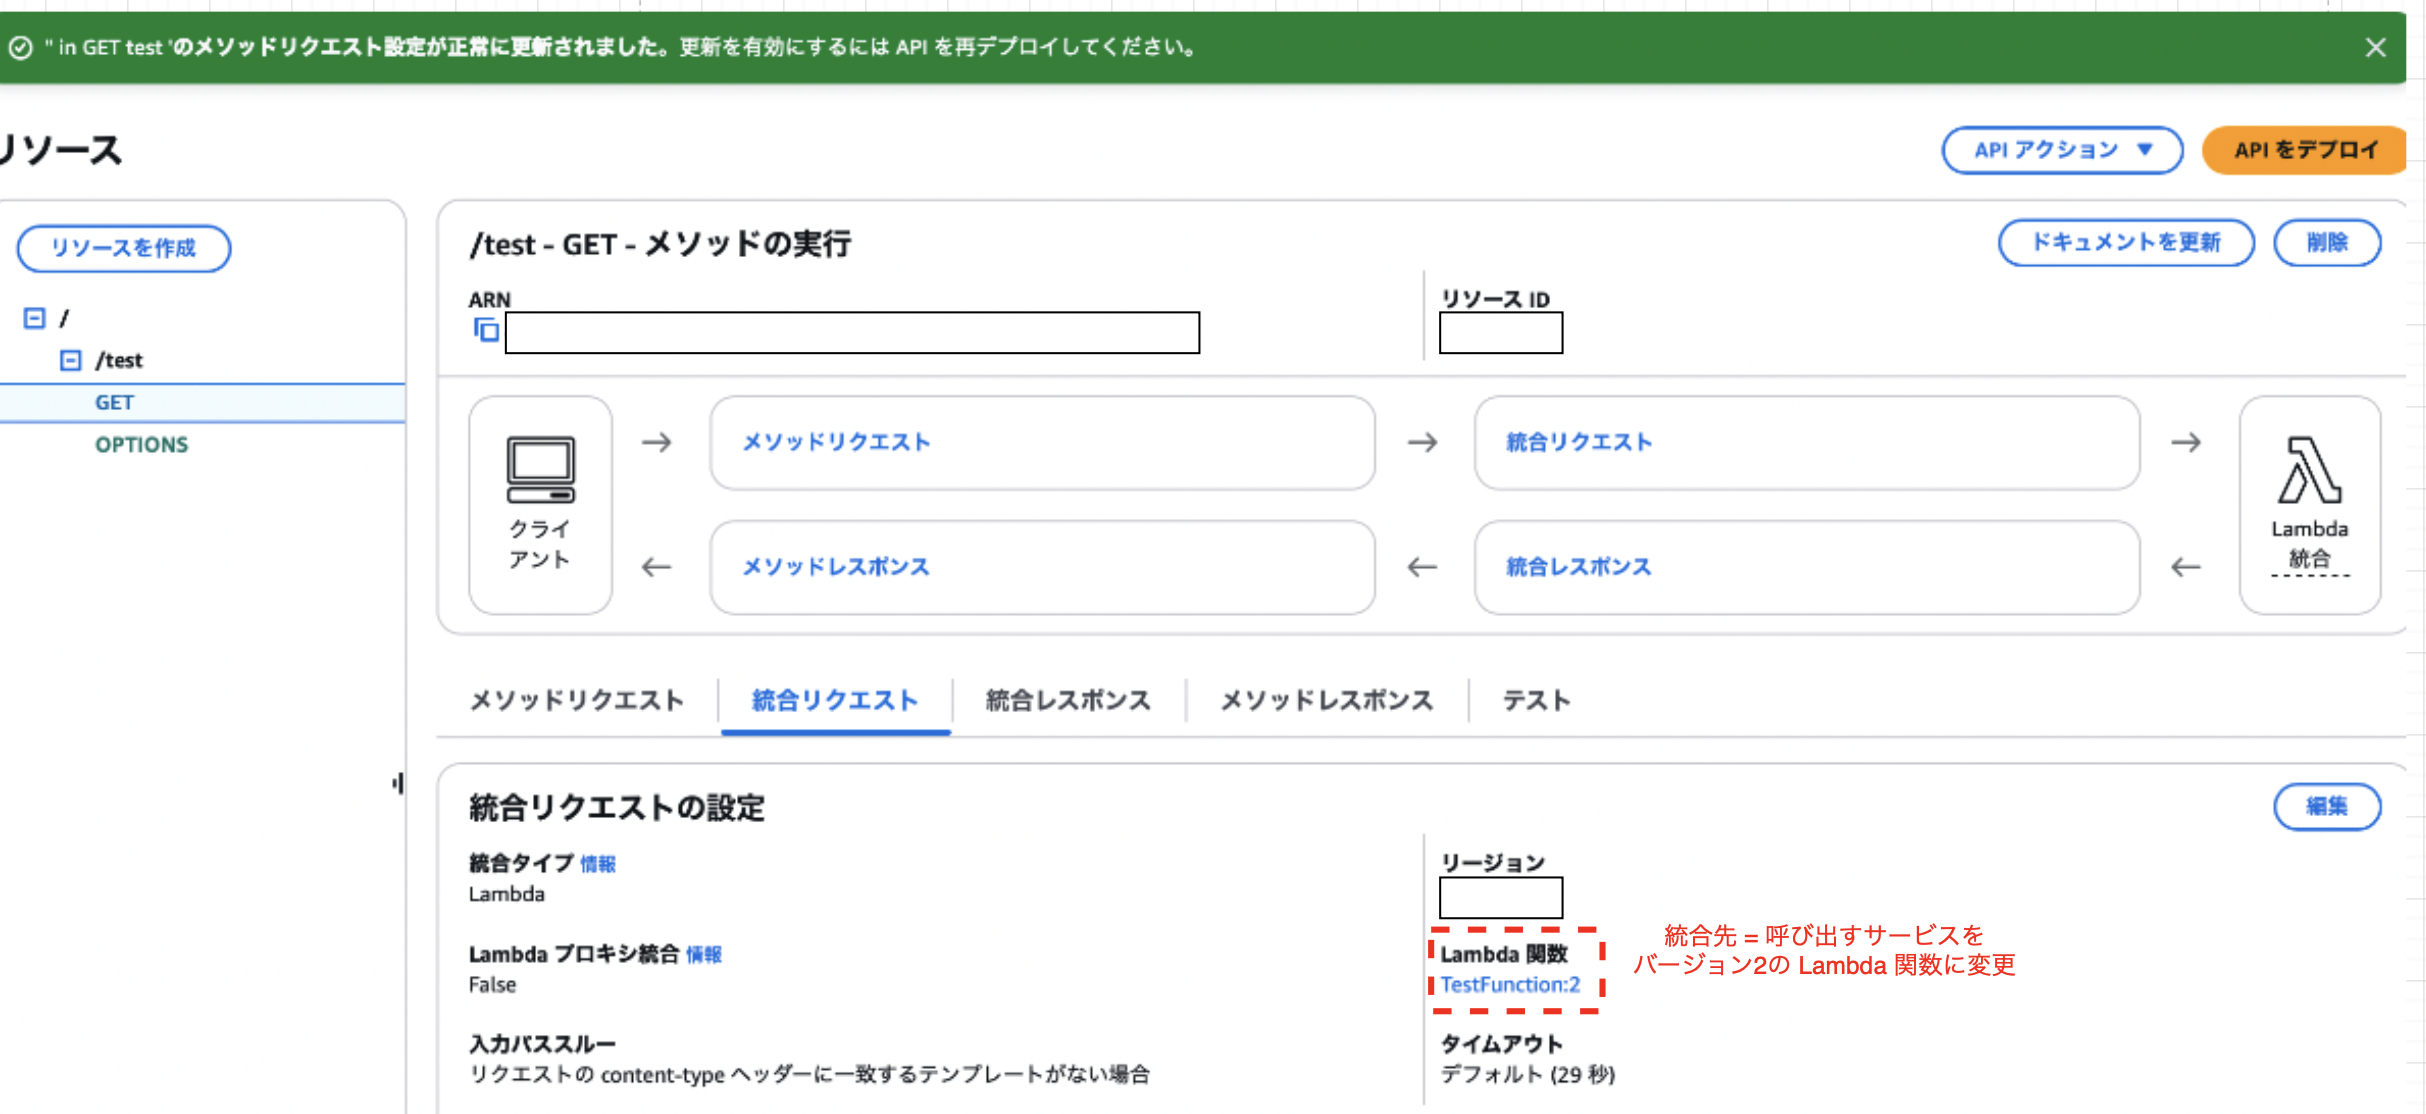 " in GET test 'のメソッドリクエスト設定が正常に更新されました。更新を有効にするには API を再デプロイしてください。
リソース
API アクション ▼
API をデプロイ
リソースを作成
/
/test
GET
OPTIONS
/test - GET - メソッドの実行
ドキュメントを更新
削除
ARN
リソース ID
クライ
アント
メソッドリクエスト
統合リクエスト
メソッドレスポンス
統合レスポンス
Lambda
統合
メソッドリクエスト
統合リクエスト
統合レスポンス
メソッドレスポンス
テスト
統合リクエストの設定
編集
統合タイプ 情報
Lambda
リージョン
Lambda プロキシ統合 情報
False
Lambda 関数
TestFunction:2
統合先 = 呼び出すサービスを
バージョン2の Lambda 関数に変更
入力パススルー
リクエストの content-type ヘッダーに一致するテンプレートがない場合
タイムアウト
デフォルト (29 秒)